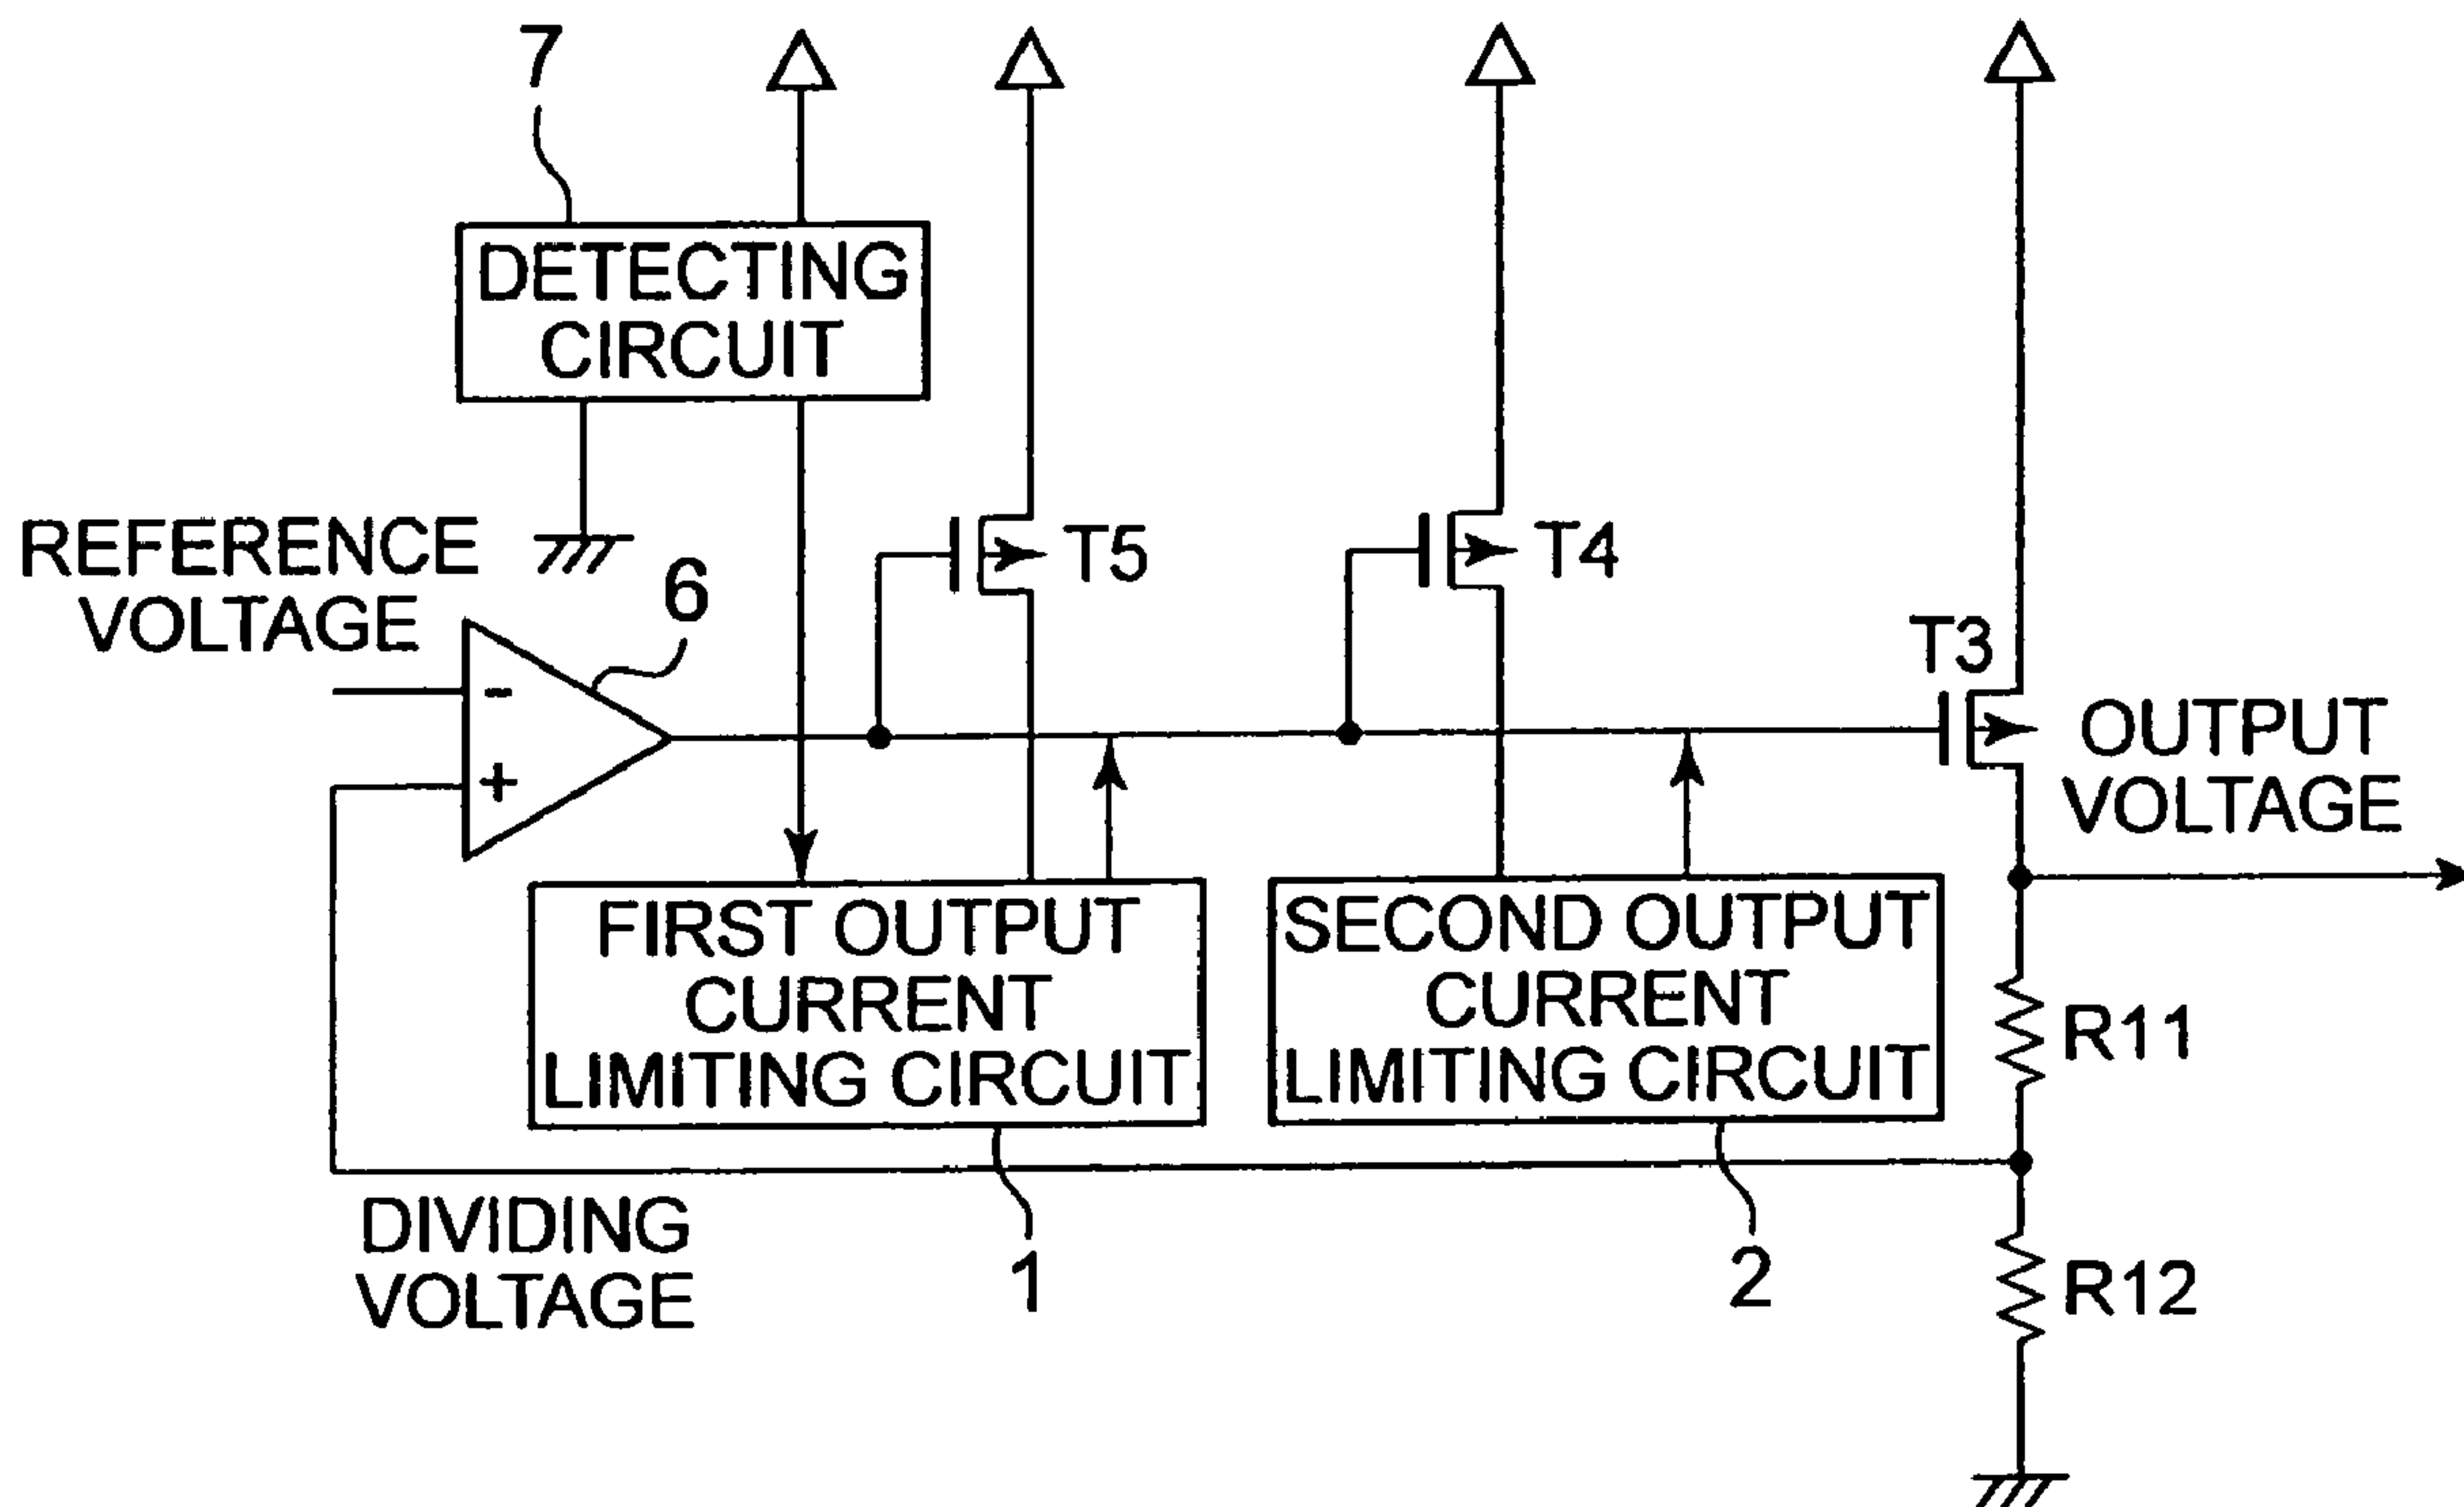 7
DETECTING
CIRCUIT
REFERENCE
VOLTAGE
6
T5
T4
T3
-
+
OUTPUT
VOLTAGE
FIRST OUTPUT
CURRENT
LIMITING CIRCUIT
SECOND OUTPUT
CURRENT
LIMITING CIRCUIT
R11
DIVIDING
VOLTAGE
1
2
R12